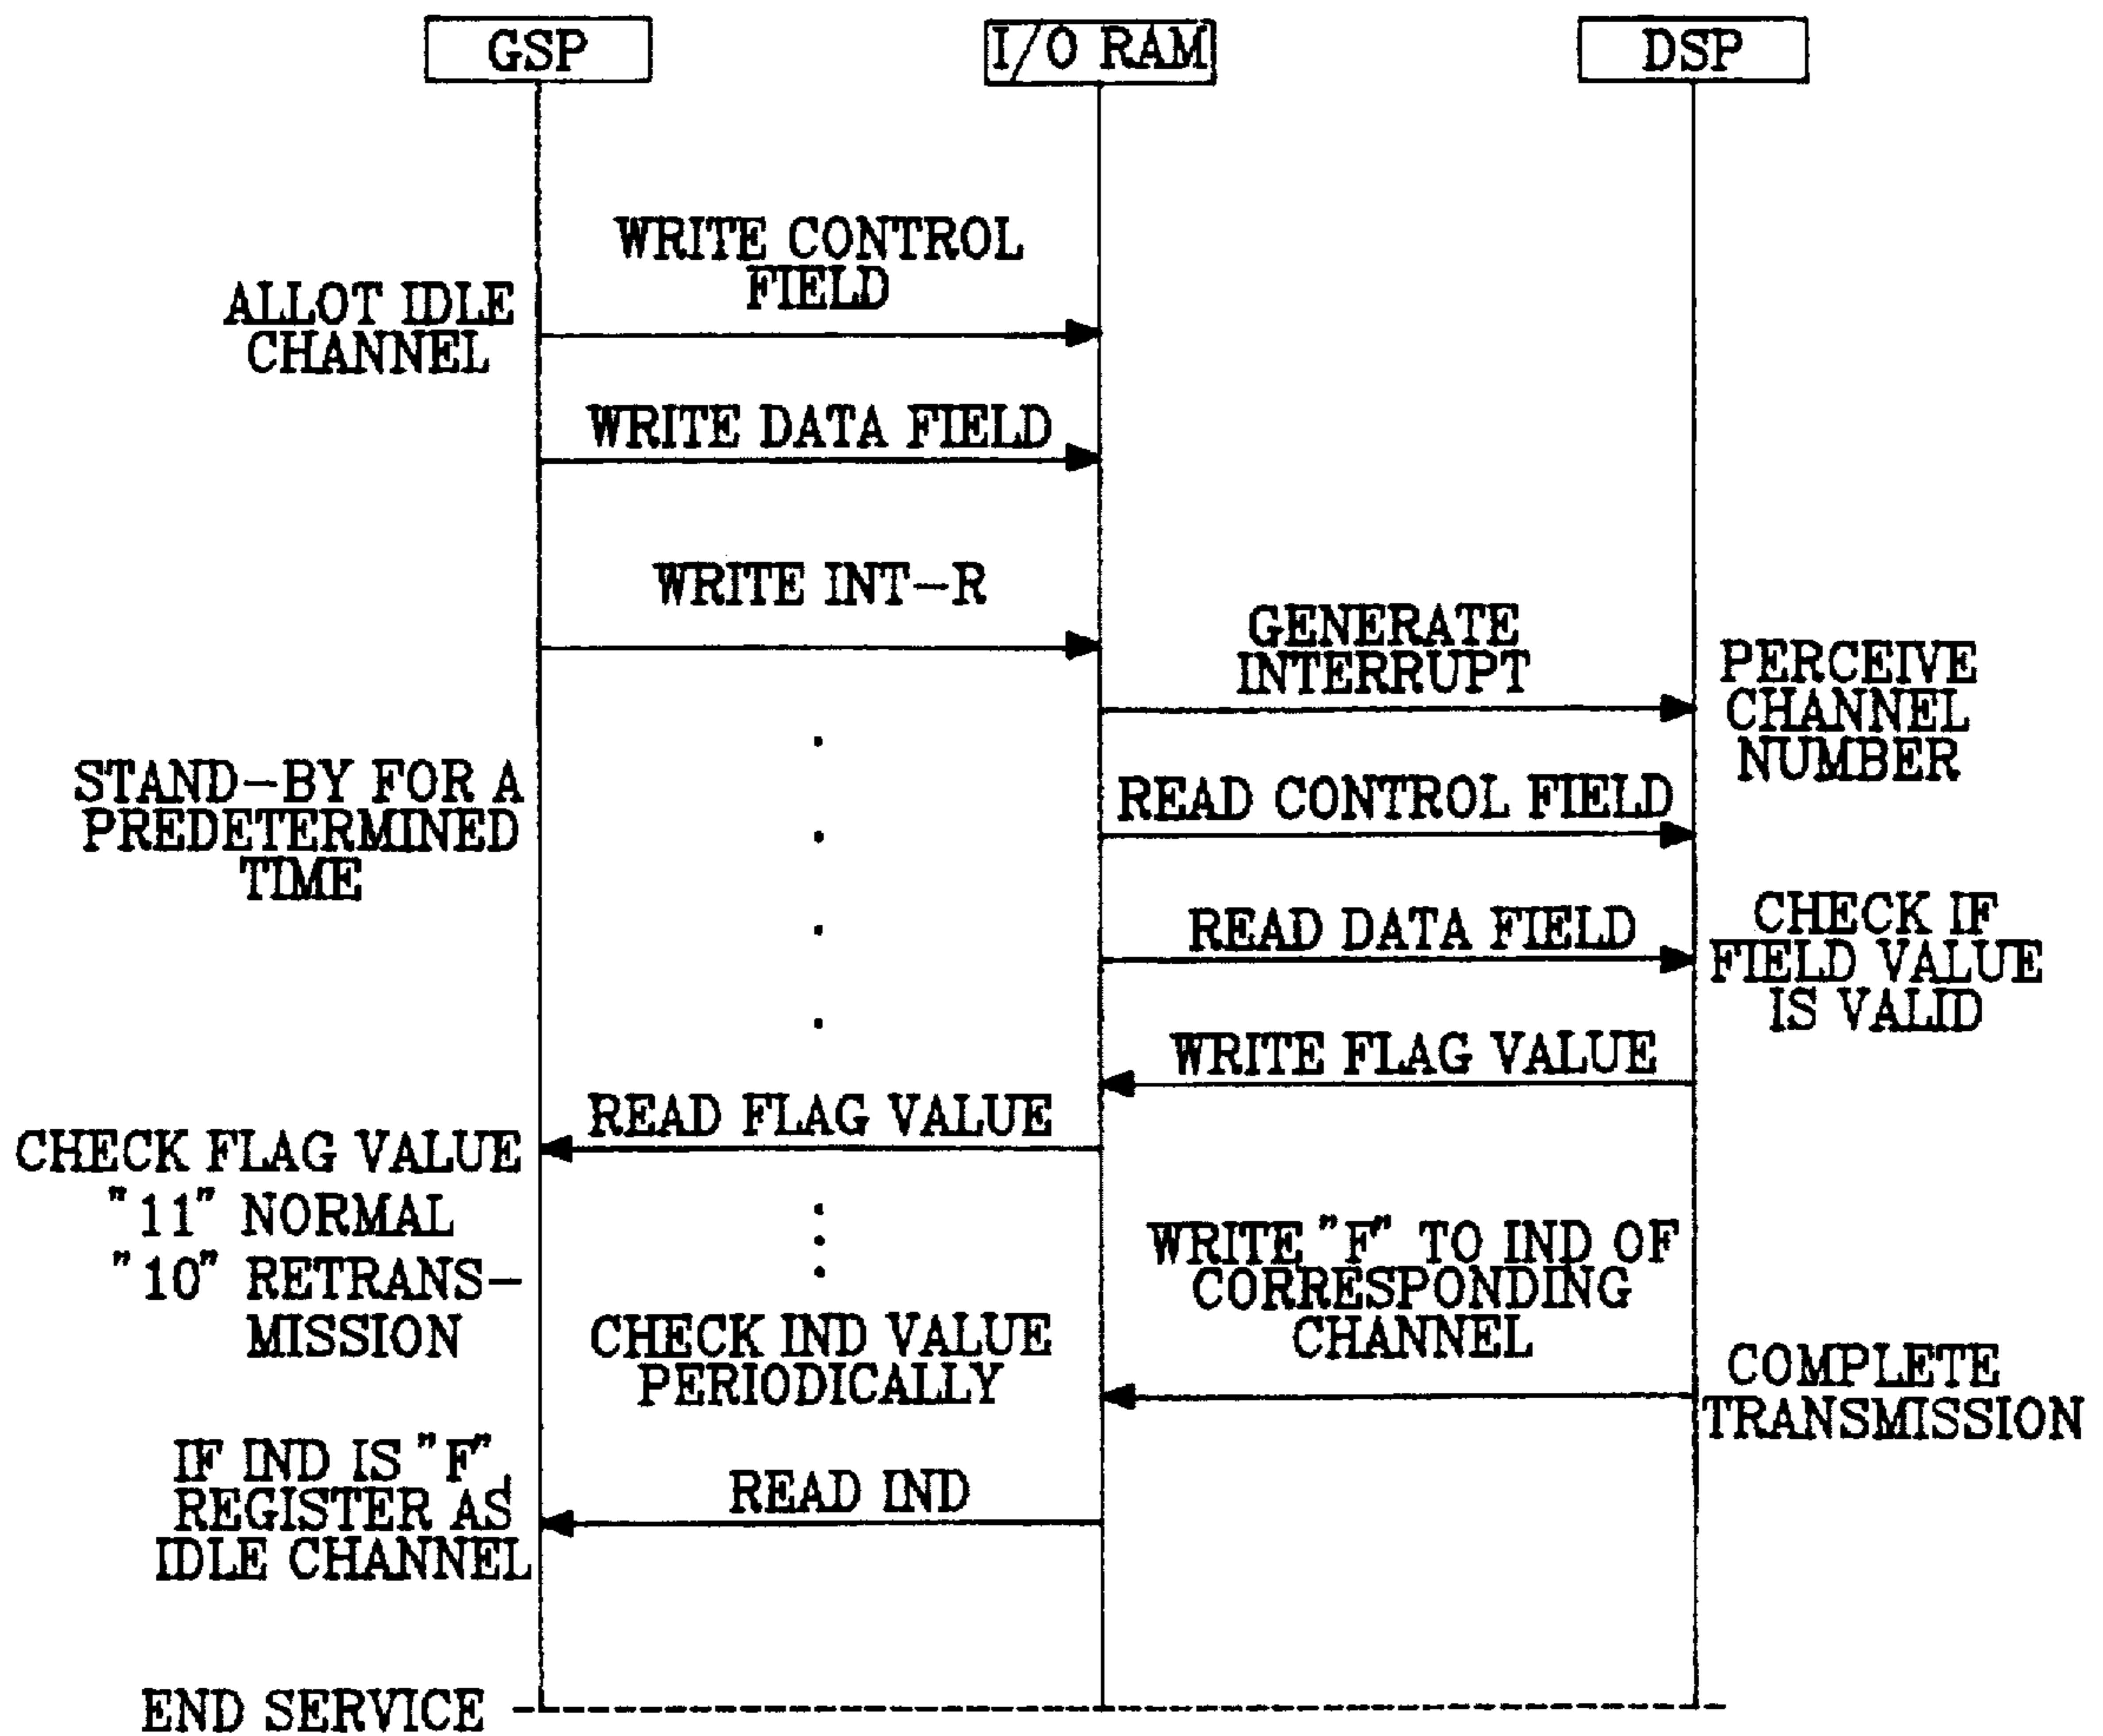 GSP
I/O RAM
DSP
WRITE CONTROL
FIELD
ALLOT IDLE
CHANNEL
WRITE DATA FIELD
WRITE INT-R
GENERATE
INTERRUPT
PERCEIVE
CHANNEL
NUMBER
STAND-BY FOR A
PREDETERMINED
TIME
READ CONTROL FIELD
READ DATA FIELD
CHECK IF
FIELD VALUE
IS VALID
WRITE FLAG VALUE
READ FLAG VALUE
CHECK FLAG VALUE
"11" NORMAL
"10" RETRANS-
MISSION
WRITE "F" TO IND OF
CORRESPONDING
CHANNEL
CHECK IND VALUE
PERIODICALLY
COMPLETE
TRANSMISSION
IF IND IS "F",
REGISTER AS
IDLE CHANNEL
READ IND
END SERVICE